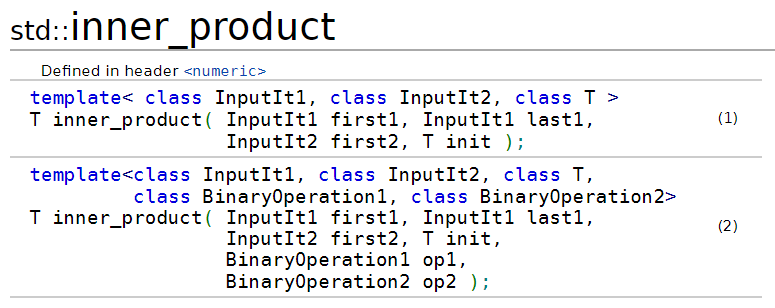 std::inner_product
Defined in header <numeric>
template< class InputIt1, class InputIt2, class T >
T inner_product( InputIt1 first1, InputIt1 last1,
InputIt2 first2, T init );
(1)
template<class InputIt1, class InputIt2, class T,
class BinaryOperation1, class BinaryOperation2>
T inner_product( InputIt1 first1, InputIt1 last1,
InputIt2 first2, T init,
BinaryOperation1 op1,
BinaryOperation2 op2 );
(2)